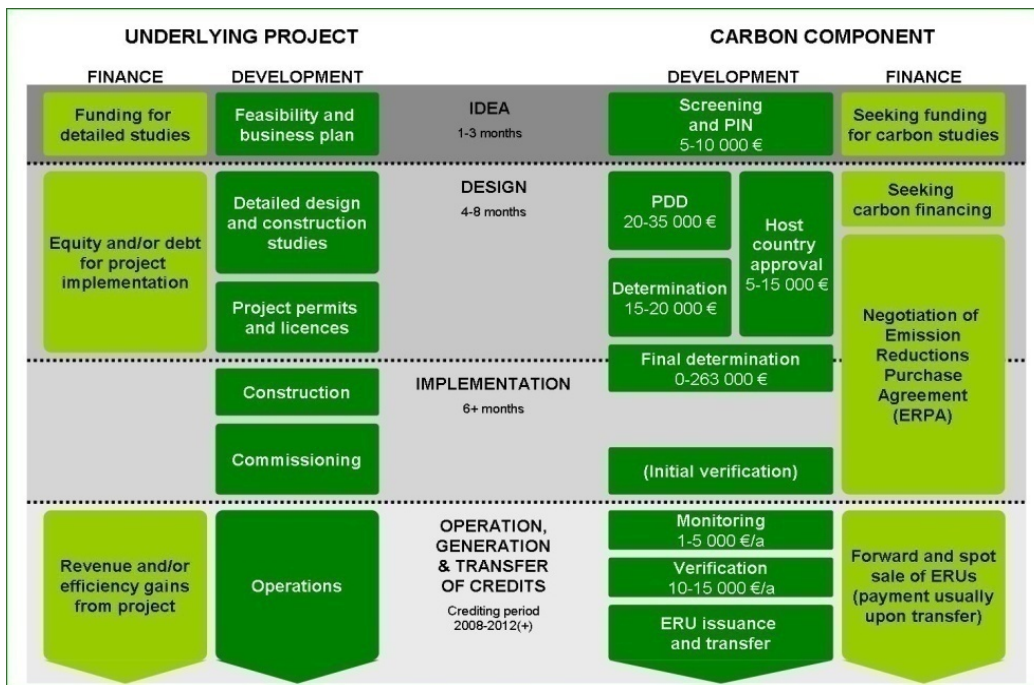 UNDERLYING PROJECT
CARBON COMPONENT
FINANCE
DEVELOPMENT
DEVELOPMENT
FINANCE
Funding for
detailed studies
Feasibility and
business plan
IDEA
1-3 months
Screening
and PIN
5-10 000 €
Seeking funding
for carbon studies
Equity and/or debt
for project
implementation
Detailed design
and construction
studies
Project permits
and licences
DESIGN
4-8 months
PDD
20-35 000 €
Determination
15-20 000 €
Host
country
approval
5-15 000 €
Seeking
carbon financing
Negotiation of
Emission
Reductions
Purchase
Agreement
(ERPA)
Construction
Commissioning
IMPLEMENTATION
6+ months
Final determination
0-263 000 €
(Initial verification)
Revenue and/or
efficiency gains
from project
Operations
OPERATION,
GENERATION
& TRANSFER
OF CREDITS
Crediting period
2008-2012(+)
Monitoring
1-5 000 €/a
Verification
10-15 000 €/a
ERU issuance
and transfer
Forward and spot
sale of ERUs
(payment usually
upon transfer)